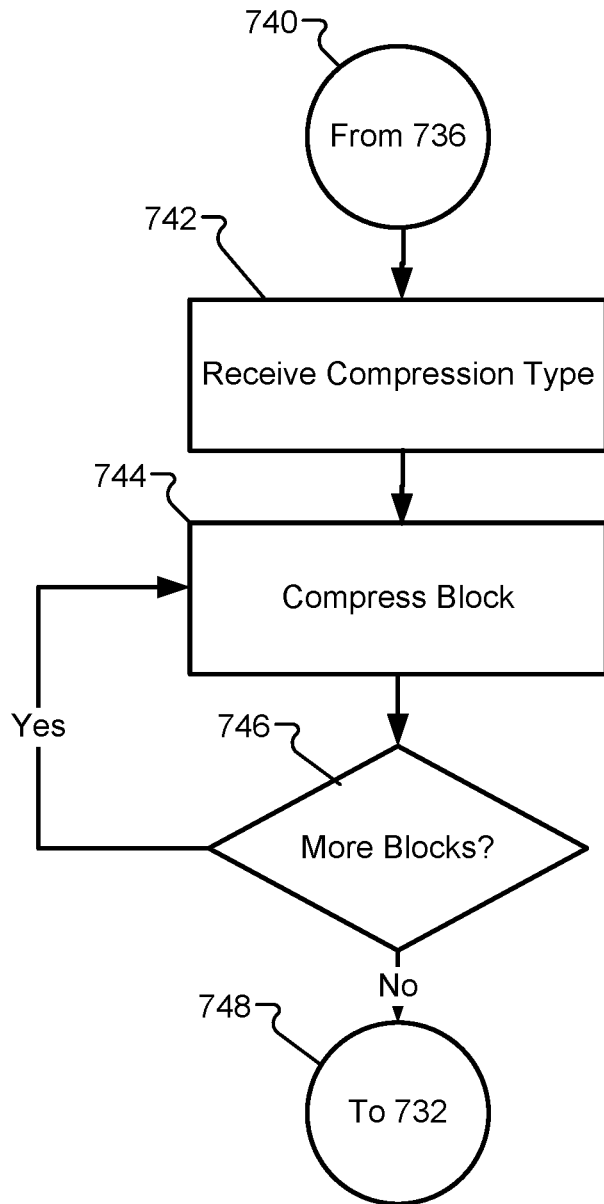 740
From 736
742
Receive Compression Type
744
Compress Block
Yes
746
More Blocks?
No
748
To 732